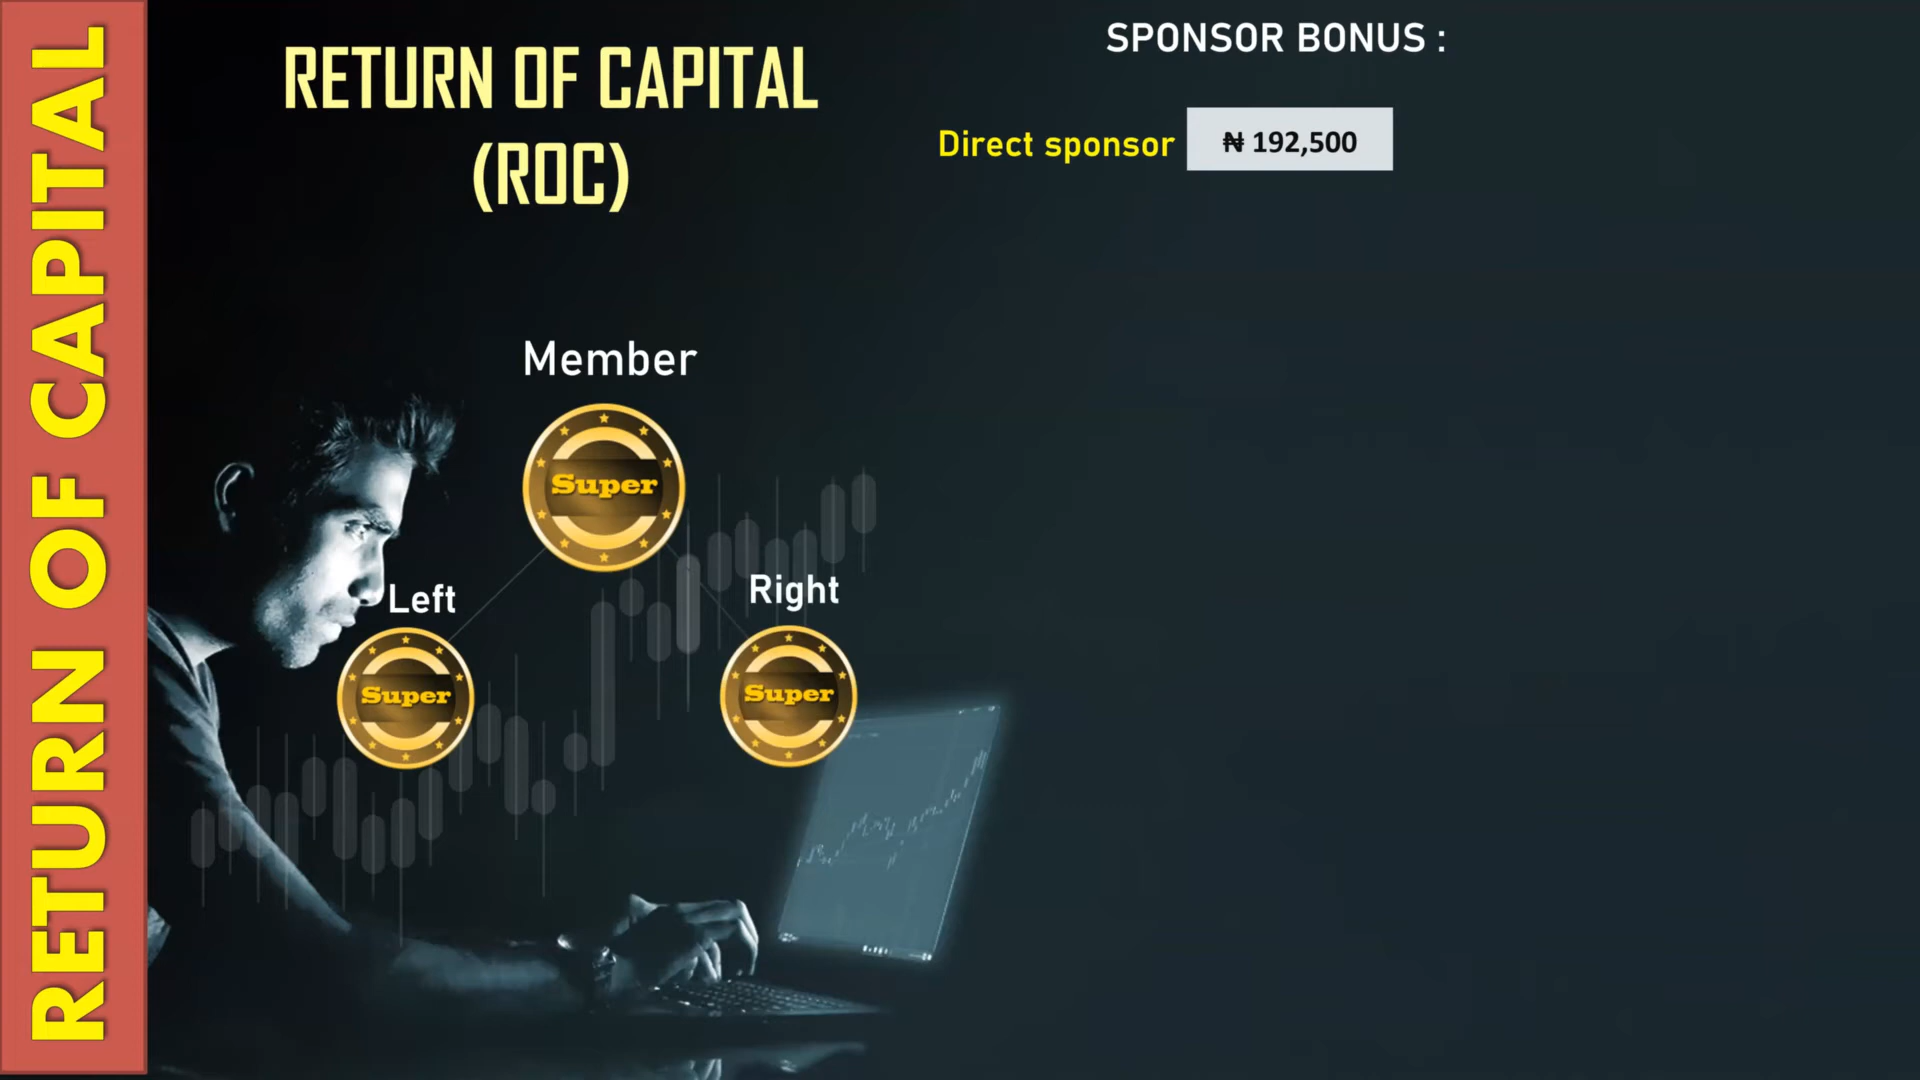 RETURN OF CAPITAL
RETURN OF CAPITAL
(ROC)
SPONSOR BONUS :
Direct sponsor ₦ 192,500
Member
Super
Left
Right
Super
Super